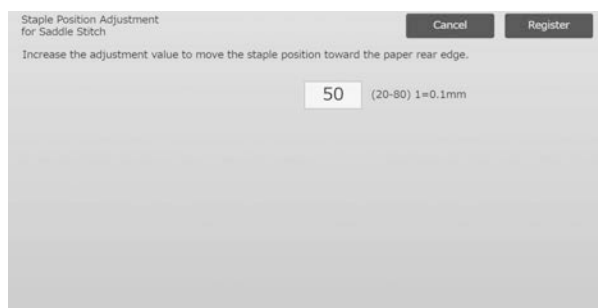 Staple Position Adjustment
for Saddle Stitch
Cancel
Register
Increase the adjustment value to move the staple position toward the paper rear edge.
50 (20-80) 1=0.1mm